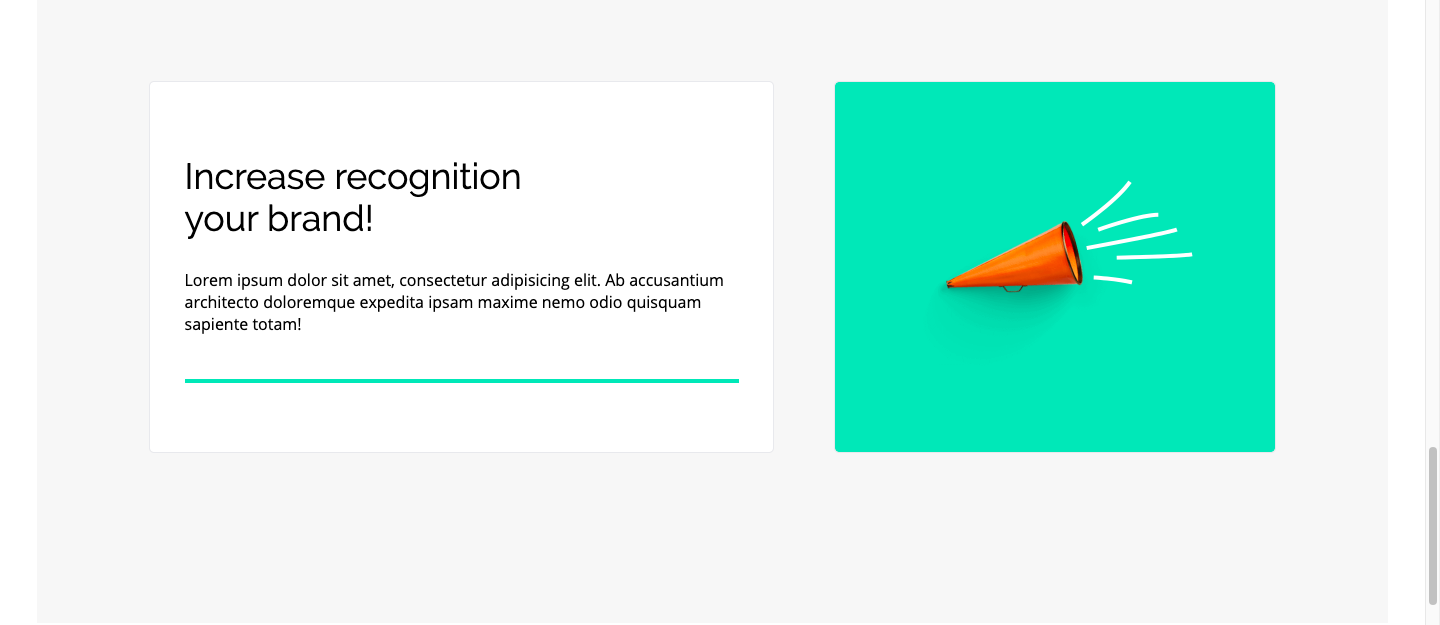 Increase recognition
your brand!
Lorem ipsum dolor sit amet, consectetur adipisicing elit. Ab accusantium
architecto doloremque expedita ipsam maxime nemo odio quisquam
sapiente totam!